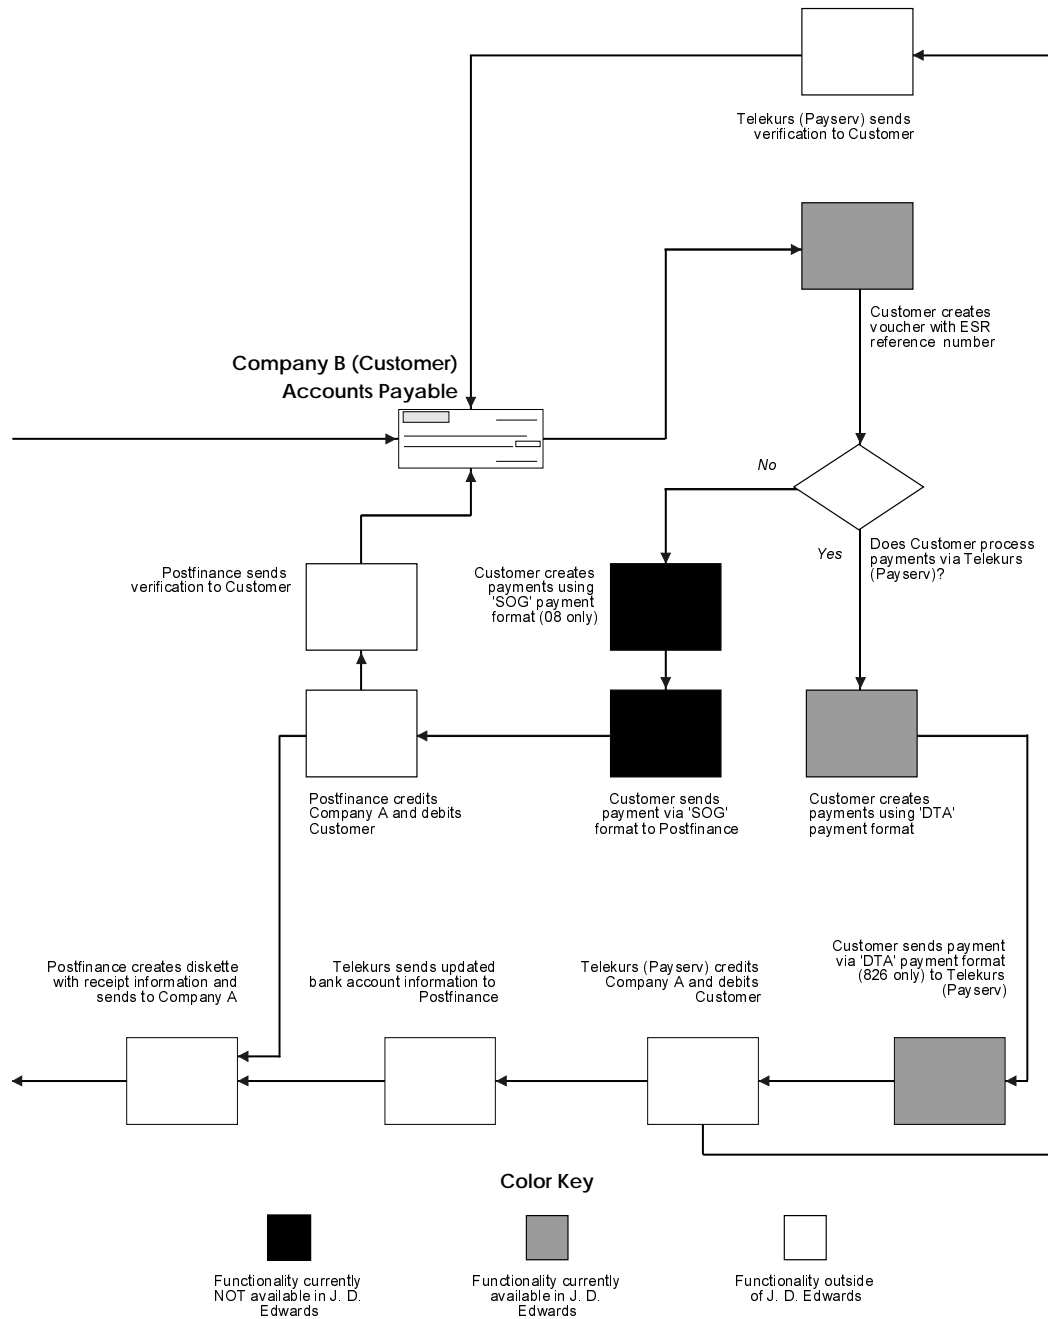 Telekurs (Payserv) sends
verification to Customer
Customer creates
voucher with ESR
reference number
Company B (Customer)
Accounts Payable
No
Yes
Does Customer process
payments via Telekurs
(Payserv)?
Postfinance sends
verification to Customer
Customer creates
payments using
'SOG' payment
format (08 only)
Postfinance credits
Company A and debits
Customer
Customer sends
payment via 'SOG'
format to Postfinance
Customer creates
payments using 'DTA'
payment format
Postfinance creates diskette
with receipt information and
sends to Company A
Telekurs sends updated
bank account information to
Postfinance
Telekurs (Payserv) credits
Company A and debits
Customer
Customer sends payment
via 'DTA' payment format
(826 only) to Telekurs
(Payserv)
Color Key
Functionality currently
NOT available in J. D.
Edwards
Functionality currently
available in J. D.
Edwards
Functionality outside
of J. D. Edwards